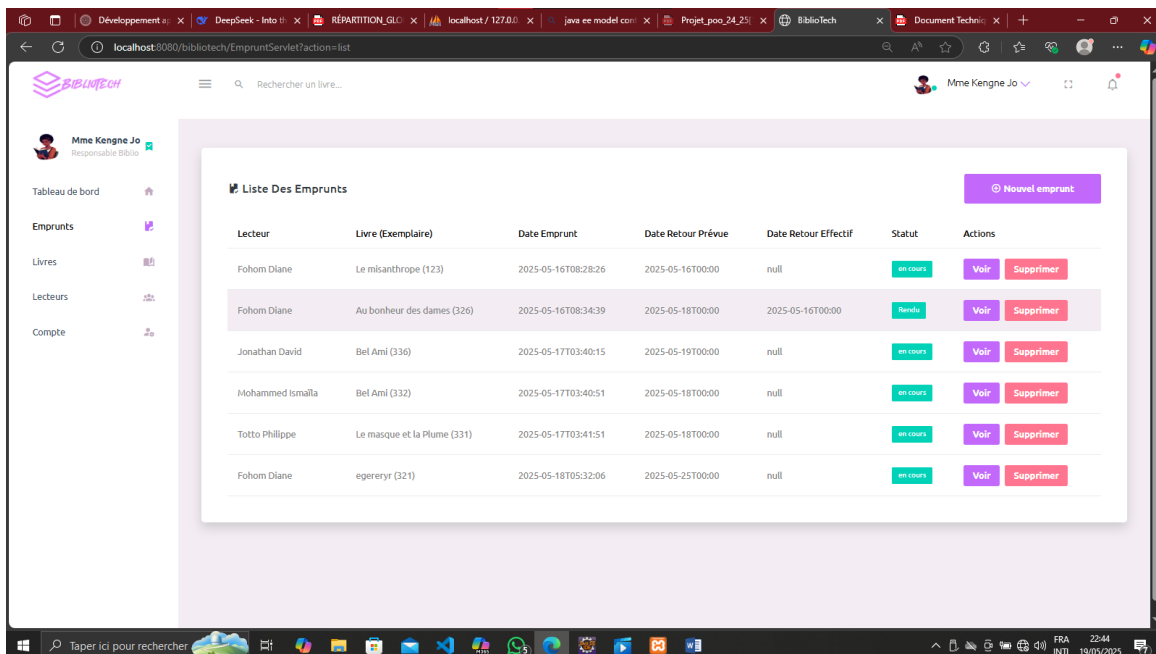 Développement ap
DeepSeek - Into th
RÉPARTITION_GLO
localhost / 127.0.0.
java ee model cont
Projet_poo_24_25(
BiblioTech
Document Techniq
localhost:8080/bibliotech/EmpruntServlet?action=list
BIBLIOTECH
Rechercher un livre...
Mme Kengne Jo
Mme Kengne Jo
Responsable Biblio
Tableau de bord
Emprunts
Livres
Lecteurs
Compte
Liste Des Emprunts
Nouvel emprunt
Lecteur Livre (Exemplaire) Date Emprunt Date Retour Prévue Date Retour Effectif Statut Actions
Fohom Diane Le misanthrope (123) 2025-05-16T08:28:26 2025-05-16T00:00 null en cours Voir Supprimer
Fohom Diane Au bonheur des dames (326) 2025-05-16T08:34:39 2025-05-18T00:00 2025-05-16T00:00 Rendu Voir Supprimer
Jonathan David Bel Ami (336) 2025-05-17T03:40:15 2025-05-19T00:00 null en cours Voir Supprimer
Mohammed Ismaïla Bel Ami (332) 2025-05-17T03:40:51 2025-05-18T00:00 null en cours Voir Supprimer
Totto Philippe Le masque et la Plume (331) 2025-05-17T03:41:51 2025-05-18T00:00 null en cours Voir Supprimer
Fohom Diane egereryr (321) 2025-05-18T05:32:06 2025-05-25T00:00 null en cours Voir Supprimer
Taper ici pour rechercher
FRA
INTL
22:44
19/05/2025